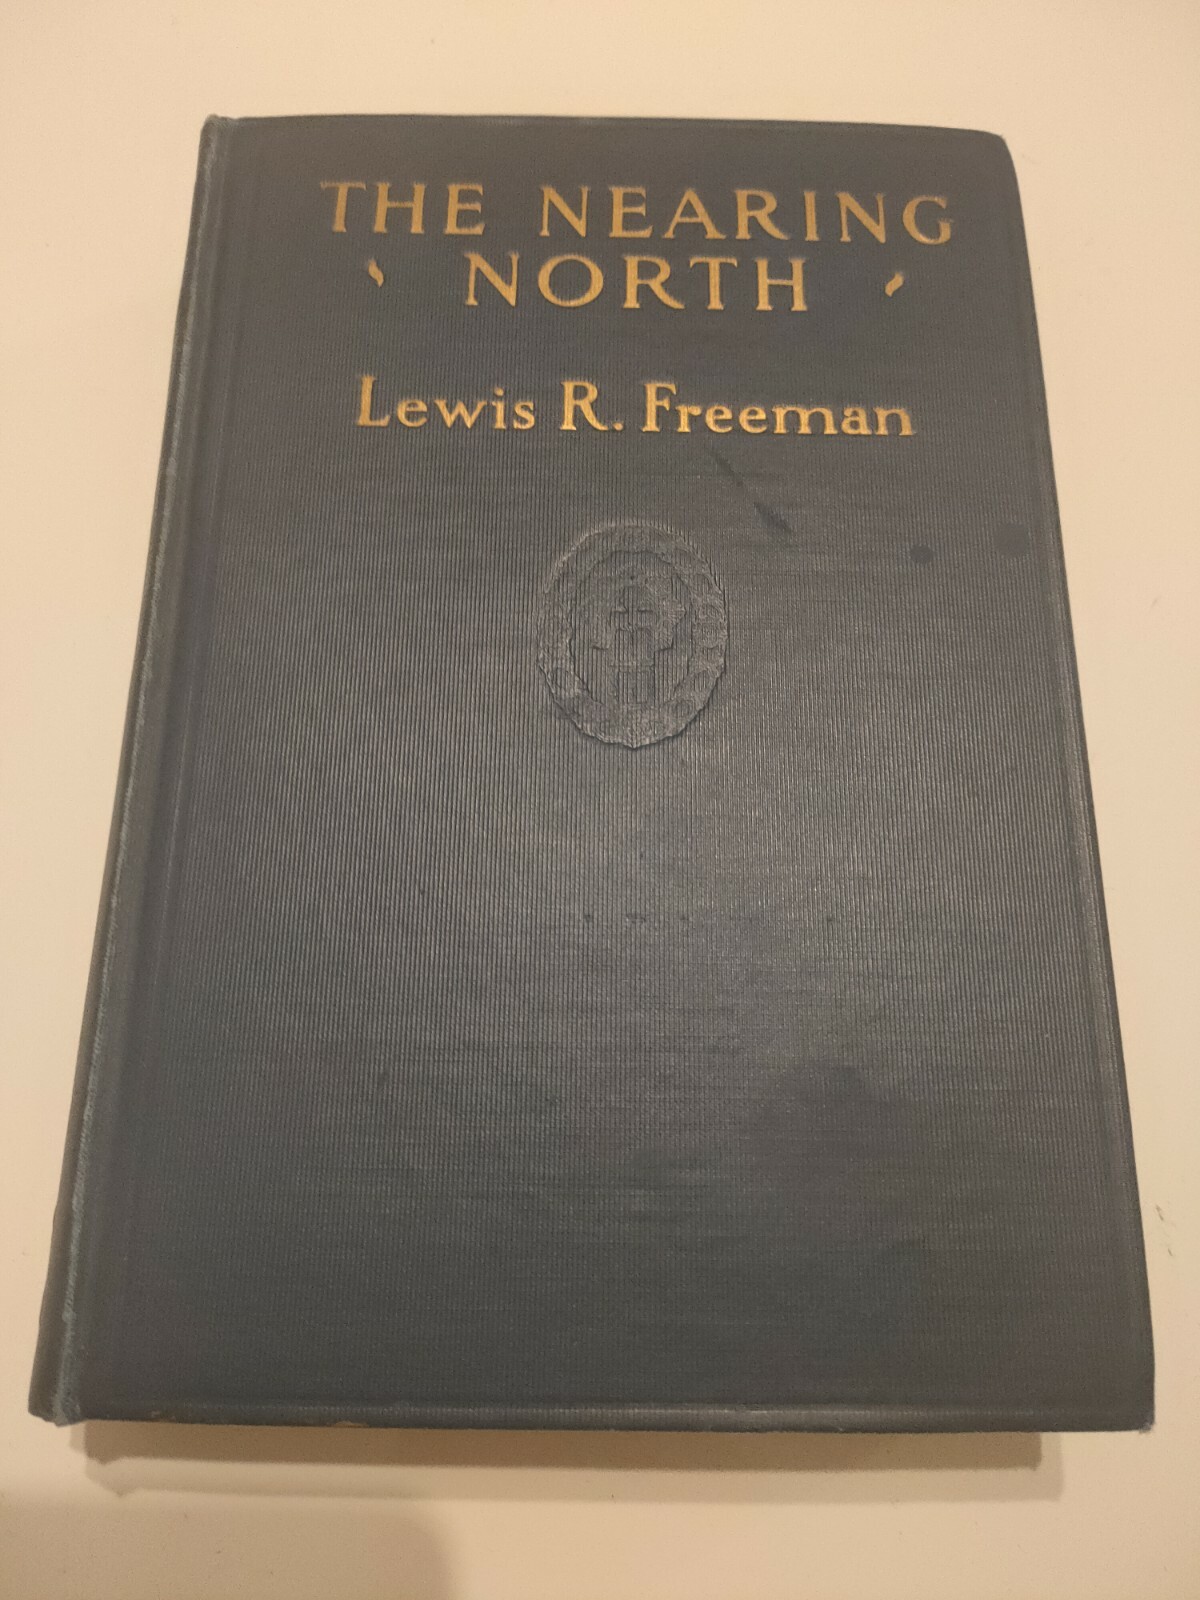 THE NEARING
NORTH
Lewis R. Freeman